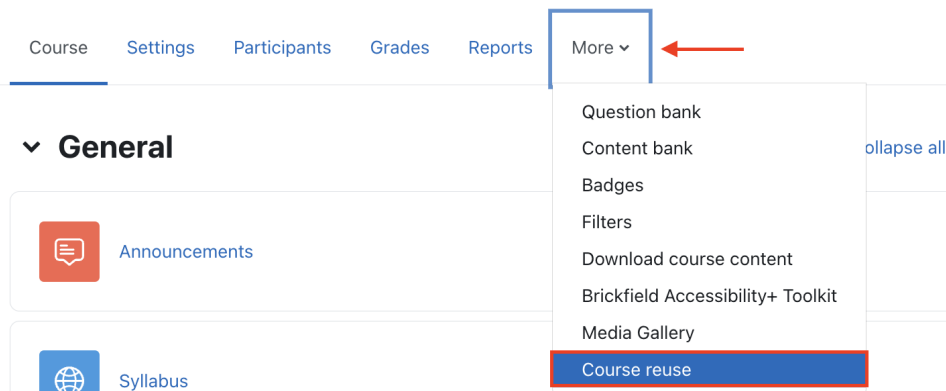 Course Settings Participants Grades Reports More
General
Question bank
Content bank
Badges
Filters
Download course content
Brickfield Accessibility+ Toolkit
Media Gallery
Course reuse
ollapse all
Announcements
Syllabus